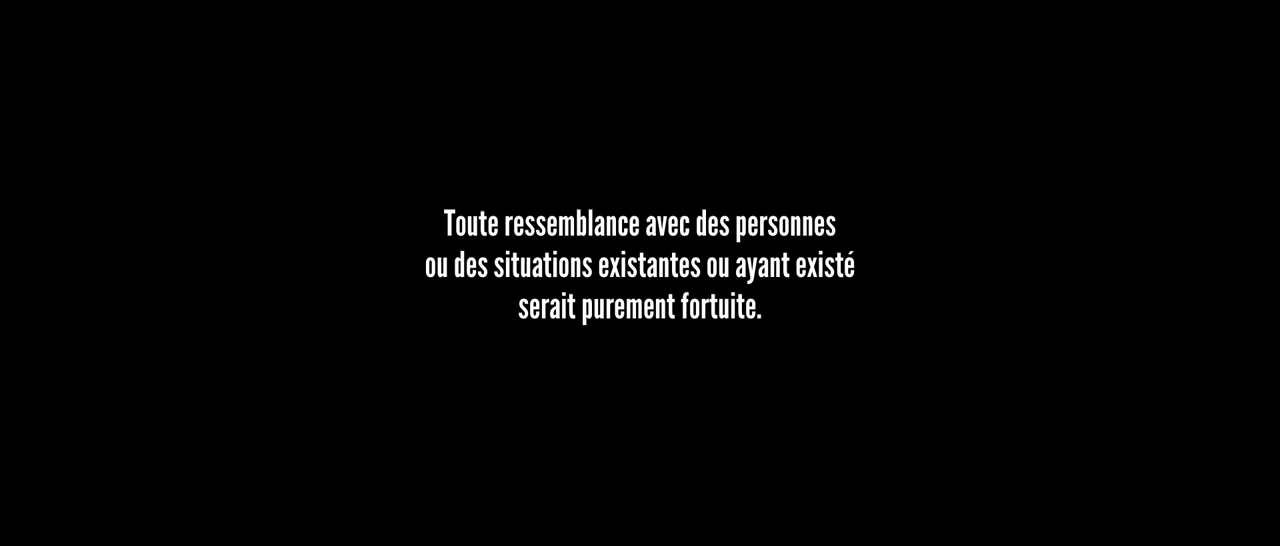 Toute ressemblance avec des personnes
ou des situations existantes ou ayant existé
serait purement fortuite.